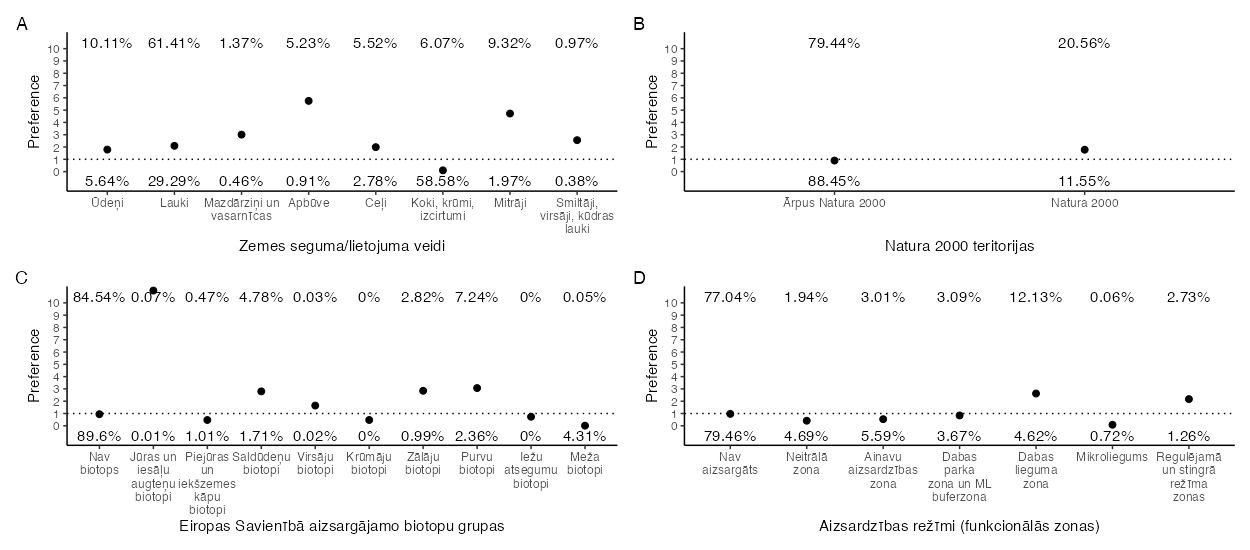 A
10.11% 61.41% 1.37% 5.23% 5.52% 6.07% 9.32% 0.97%
10
9
8
7
6
5
4
3
2
1
0
Preference
5.64% 29.29% 0.46% 0.91% 2.78% 58.58% 1.97% 0.38%
Ūdeņi
Lauki
Mazdārziņi un
vasarnīcas
Apbūve
Ceļi
Koki, krūmi,
izcirtumi
Mitrāji
Smiltāji,
virsāji, kūdras
lauki
Zemes seguma/lietojuma veidi
B
79.44% 20.56%
10
9
8
7
6
5
4
3
2
1
0
Preference
88.45% 11.55%
Ārpus Natura 2000
Natura 2000
Natura 2000 teritorijas
C
84.54% 0.07% 0.47% 4.78% 0.03% 0% 2.82% 7.24% 0% 0.05%
10
9
8
7
6
5
4
3
2
1
0
Preference
89.6% 0.01% 1.01% 1.71% 0.02% 0% 0.99% 2.36% 0% 4.31%
Nav
biotops
Jūras un
iesāļu
augteņu
biotopi
Piejūras
un
iekšzemes
kāpu
biotopi
Saldūdeņu
biotopi
Virsāju
biotopi
Krūmāju
biotopi
Zālāju
biotopi
Purvu
biotopi
Iežu
atsegumu
biotopi
Meža
biotopi
Eiropas Savienībā aizsargājamo biotopu grupas
D
77.04% 1.94% 3.01% 3.09% 12.13% 0.06% 2.73%
10
9
8
7
6
5
4
3
2
1
0
Preference
79.46% 4.69% 5.59% 3.67% 4.62% 0.72% 1.26%
Nav
aizsargāts
Neitrālā
zona
Ainavu
aizsardzības
zona
Dabas
parka
zona un ML
buferzona
Dabas
lieguma
zona
Mikroliegums
Regulējamā
un stingrā
režīma
zonas
Aizsardzības režīmi (funkcionālās zonas)